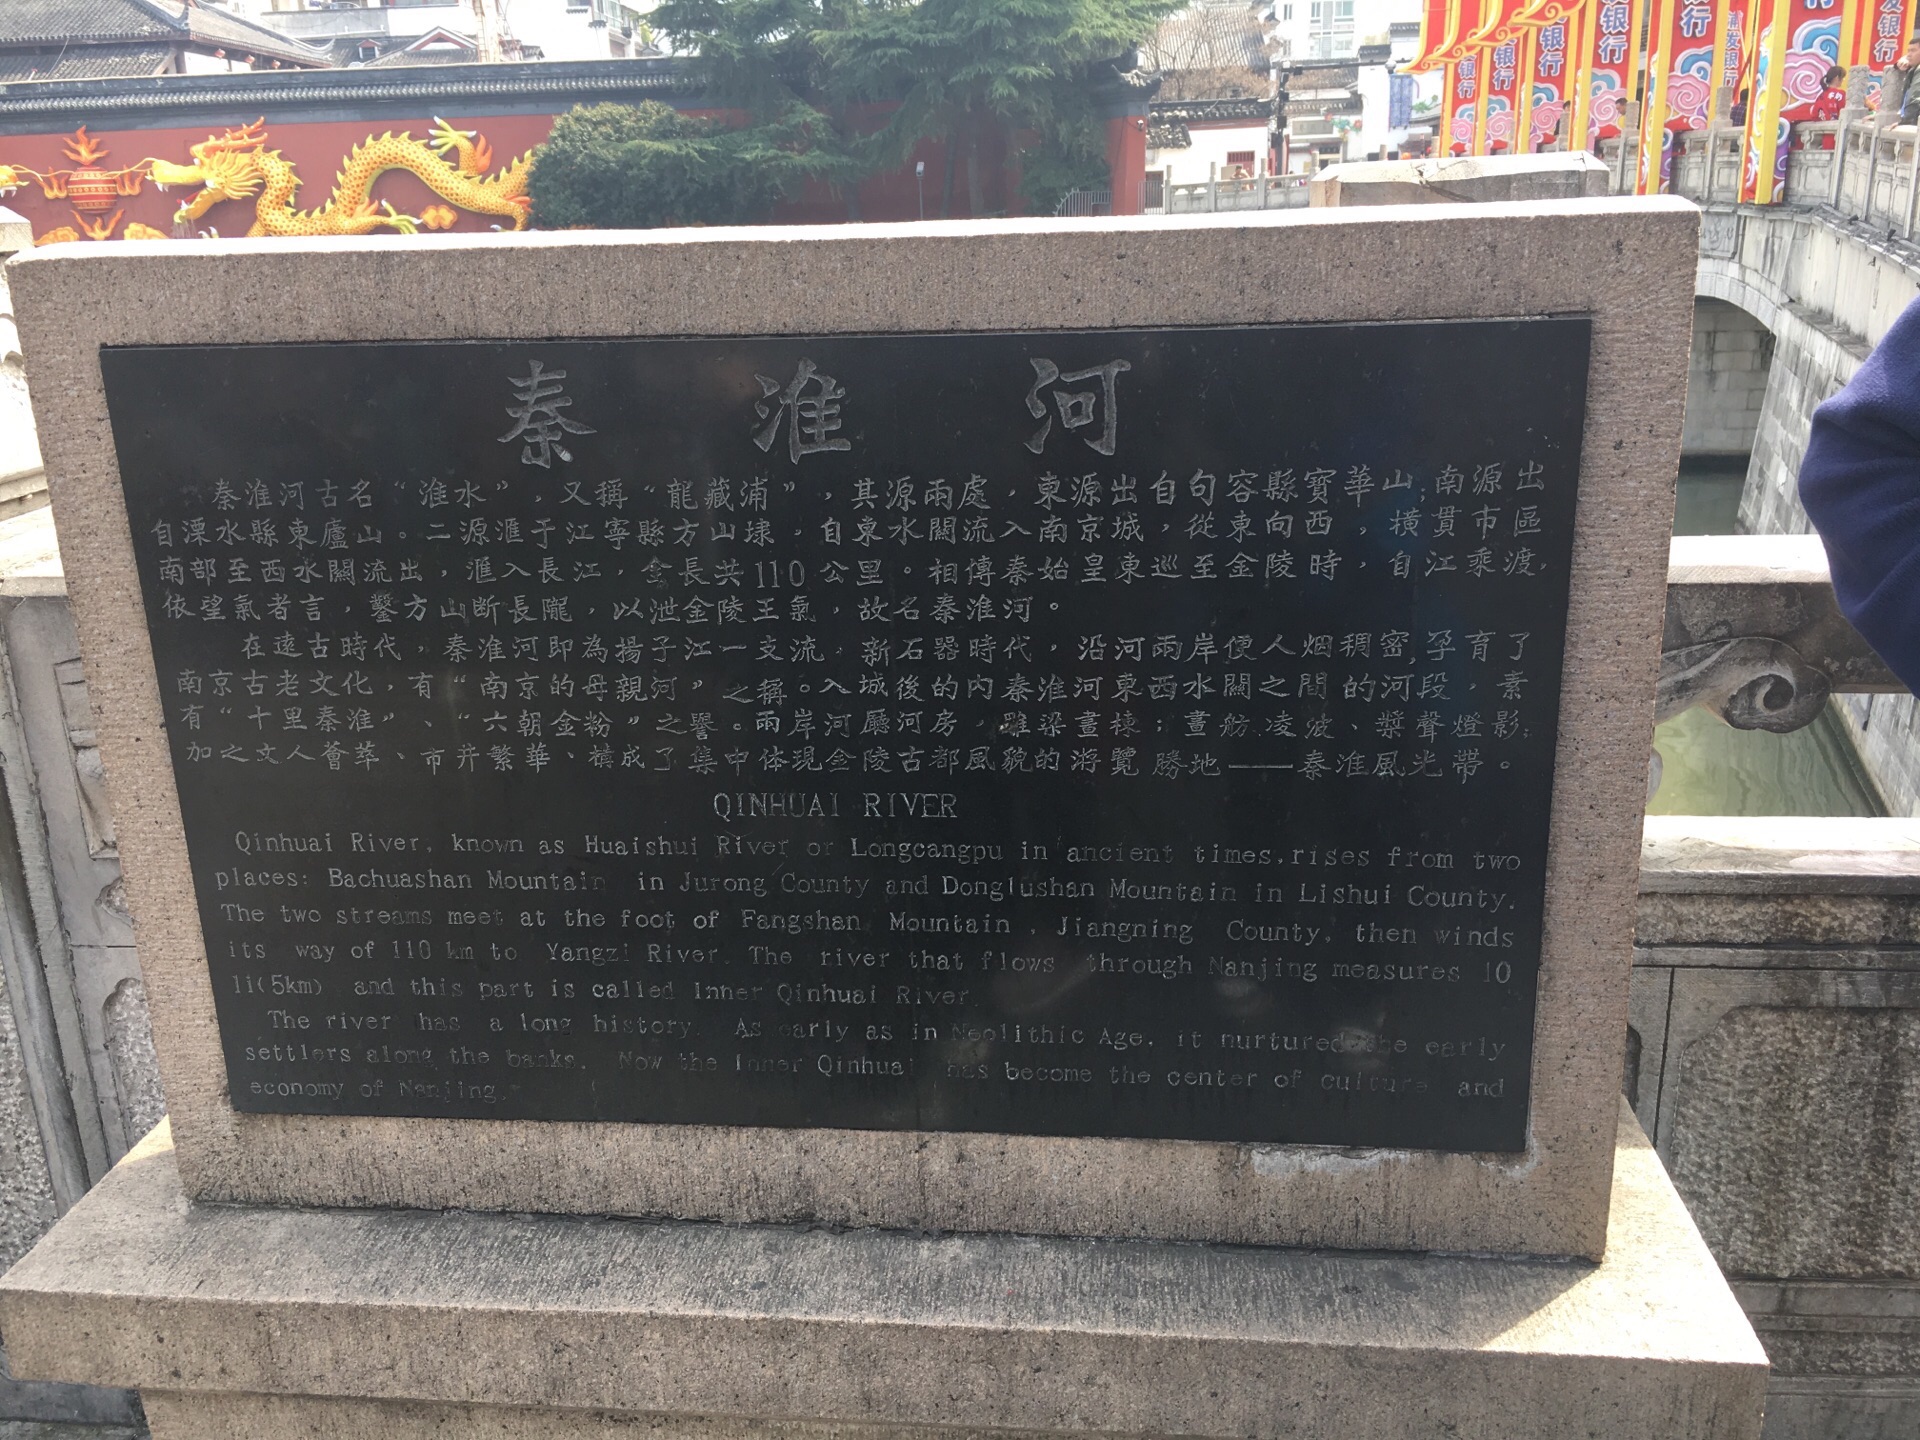 银行
银行
银行
银行
银行
秦淮河
秦淮河古名“淮水”，又稱“龍藏浦”，其源兩處，東源出自句容縣寶華山；南源出
自溧水縣東廬山。二源滙于江寧縣方山埭，自東水關流入南京城，從東向西，橫貫市區
南部至西水關流出，滙入長江，全長共110公里。相傳秦始皇東巡至金陵時，自江乘渡，
依望氣者言，鑿方山断長隴，以泄金陵王氣，故名秦淮河。
在遠古時代，秦淮河即為揚子江一支流，新石器時代，沿河兩岸便人烟稠密，孕育了
南京古老文化，有“南京的母親河”之稱。入城後的内秦淮河東西水關之間的河段，素
有“十里秦淮”、“六朝金粉”之譽。兩岸河廳河房，雕梁畫棟；畫舫凌波、槳聲燈影；
加之文人薈萃、市井繁華、構成了集中体現金陵古都風貌的游覽勝地——秦淮風光帶。
QINHUAI RIVER
Qinhuai River, known as Huaishui River or Longcangpu in ancient times,rises from two
places: Bachuashan Mountain in Jurong County and Donglushan Mountain in Lishui County.
The two streams meet at the foot of Fangshan Mountain , Jiangning County, then winds
its way of 110 km to Yangzi River. The river that flows through Nanjing measures 10
li(5km) and this part is called Inner Qinhuai River.
The river has a long history. As early as in Neolithic Age, it nurtured the early
settlers along the banks. Now the Inner Qinhuai has become the center of culture and
economy of Nanjing.